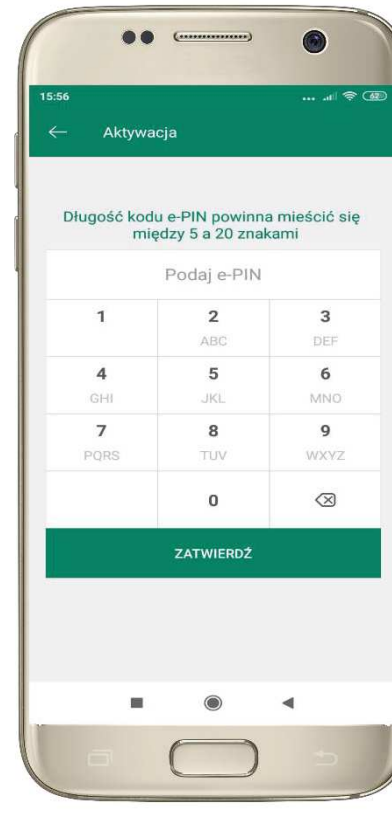 15:56
62
Aktywacja
Długość kodu e-PIN powinna mieścić się
między 5 a 20 znakami
Podaj e-PIN
1 2 3
ABC DEF
4 5 6
GHI JKL MNO
7 8 9
PQRS TUV WXYZ
0
ZATWIERDŹ